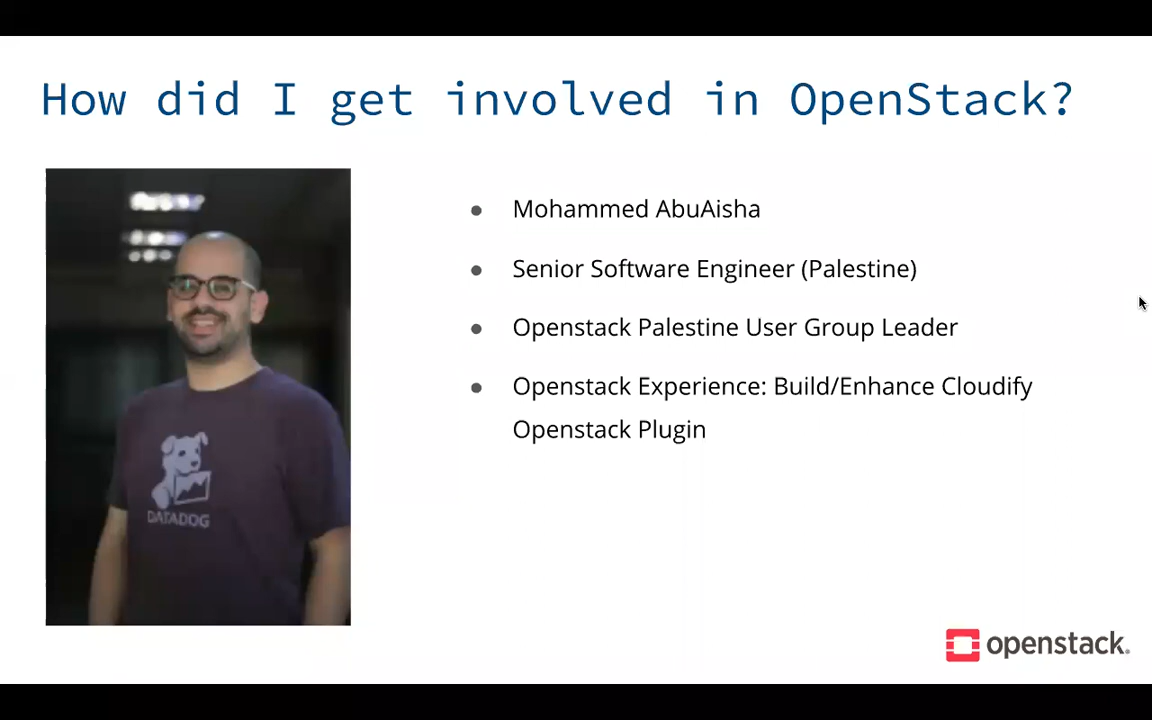 How did I get involved in OpenStack?
Mohammed AbuAisha
Senior Software Engineer (Palestine)
Openstack Palestine User Group Leader
Openstack Experience: Build/Enhance Cloudify
Openstack Plugin
DATADOG
openstack.